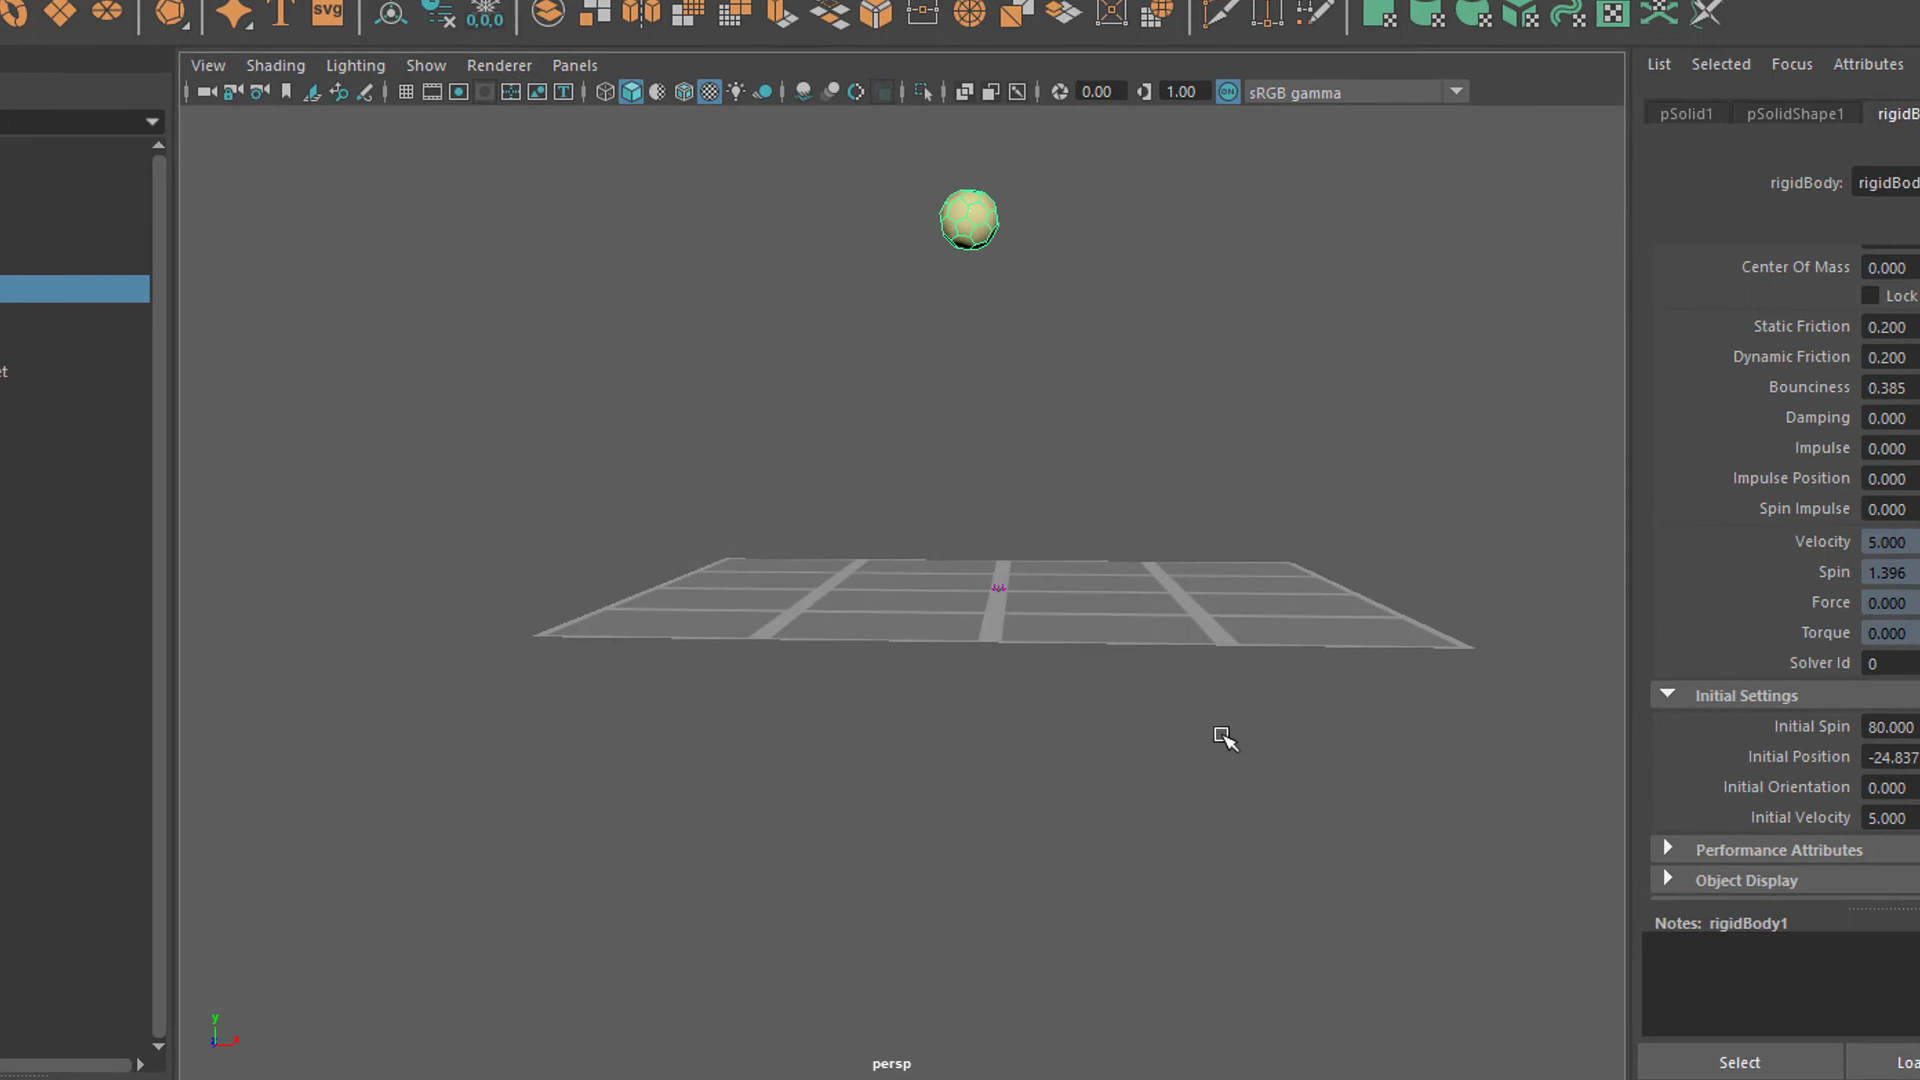 svg
0,0,0
View Shading Lighting Show Renderer Panels
0.00 1.00 ON sRGB gamma
List Selected Focus Attributes
pSolid1 pSolidShape1 rigidB
rigidBody: rigidBod
Center Of Mass 0.000
Lock
Static Friction 0.200
Dynamic Friction 0.200
et
Bounciness 0.385
Damping 0.000
Impulse 0.000
Impulse Position 0.000
Spin Impulse 0.000
Velocity 5.000
Spin 1.396
Force 0.000
Torque 0.000
Solver Id 0
Initial Settings
Initial Spin 80.000
Initial Position -24.837
Initial Orientation 0.000
Initial Velocity 5.000
Performance Attributes
Object Display
Notes: rigidBody1
y
persp
Select Loa